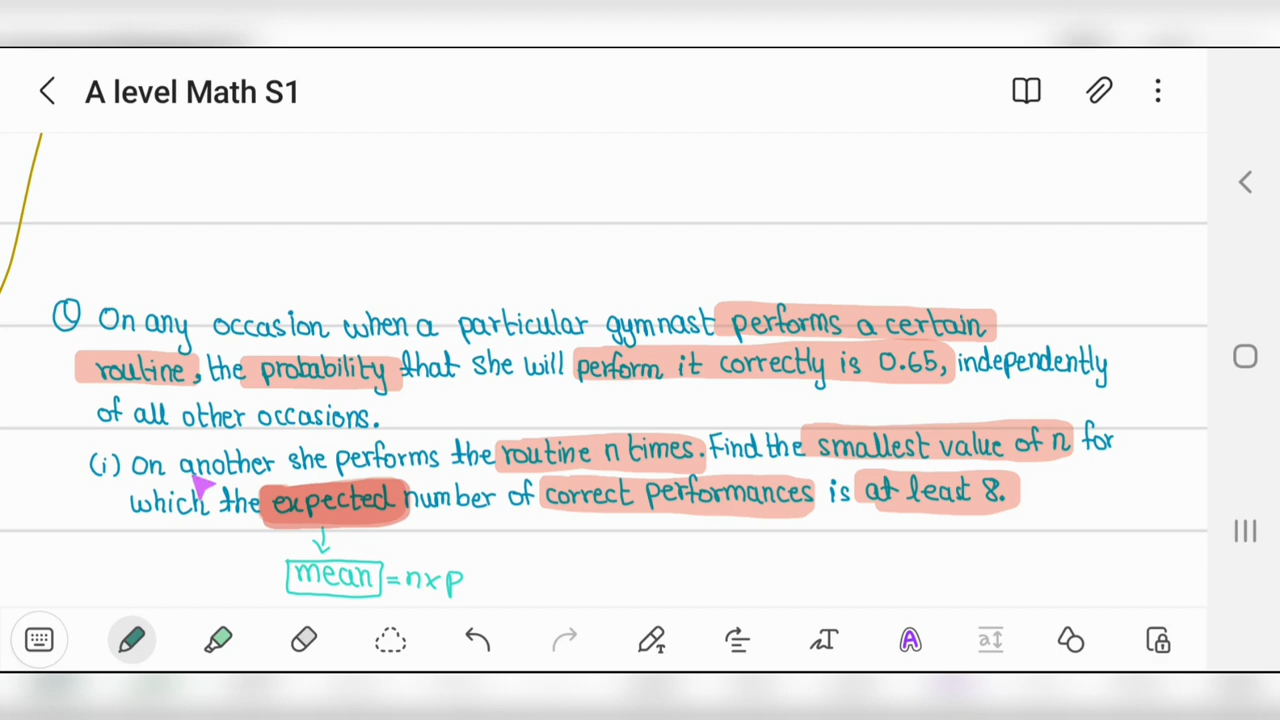 A level Math S1
① On any occasion when a particular gymnast performs a certain
routine, the probability that she will perform it correctly is 0.65, independently
of all other occasions.
(i) On another she performs the routine n times. Find the smallest value of n for
which the expected number of correct performances is at least 8.
mean = n×p